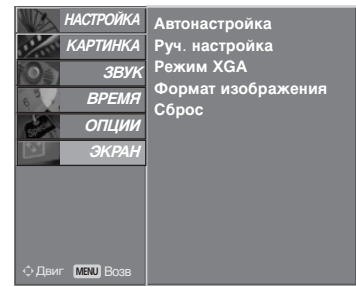 НАСТРОЙКА
КАРТИНКА
ЗВУК
ВРЕМЯ
ОПЦИИ
ЭКРАН
Автонастройка
Руч. настройка
Режим XGA
Формат изображения
Сброс
Двиг MENU Возв